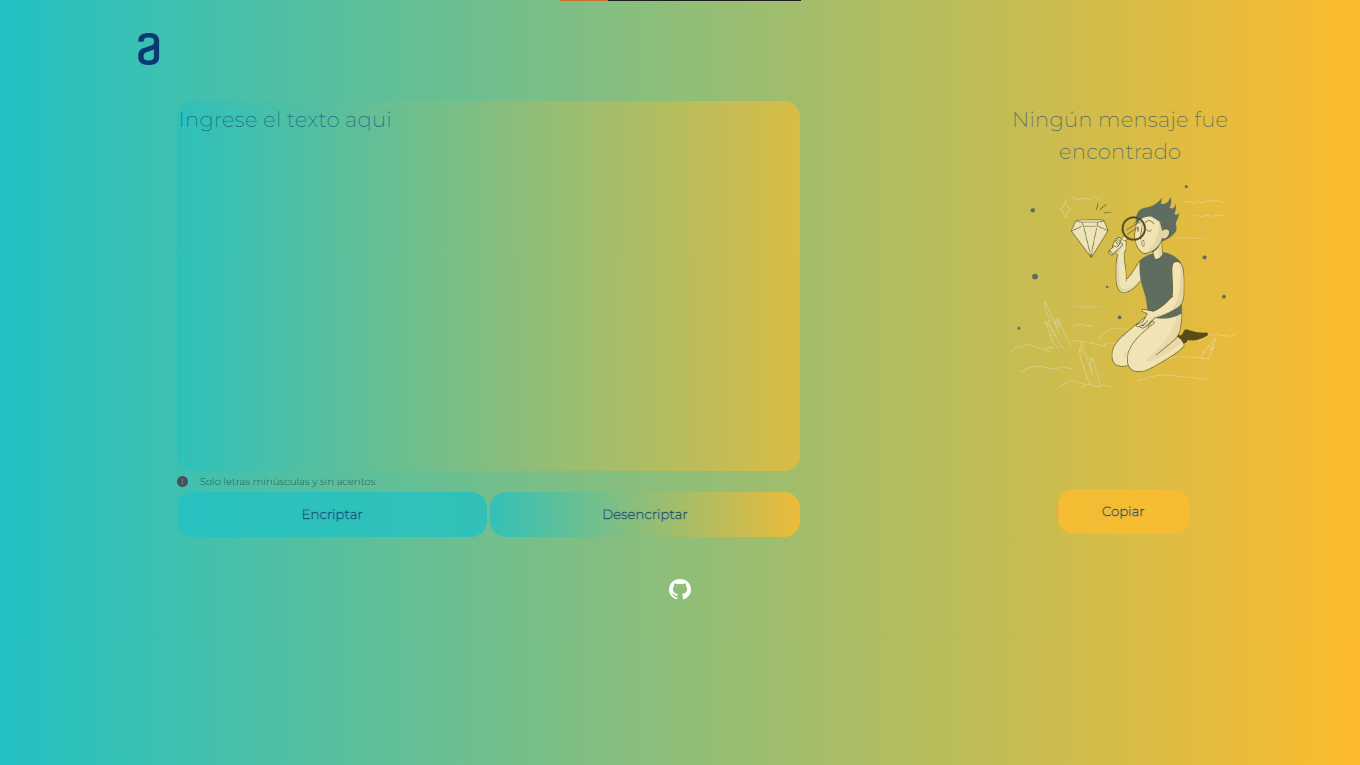 a
Ingrese el texto aqui
Ningún mensaje fue
encontrado
Solo letras minúsculas y sin acentos
Encriptar
Desencriptar
Copiar